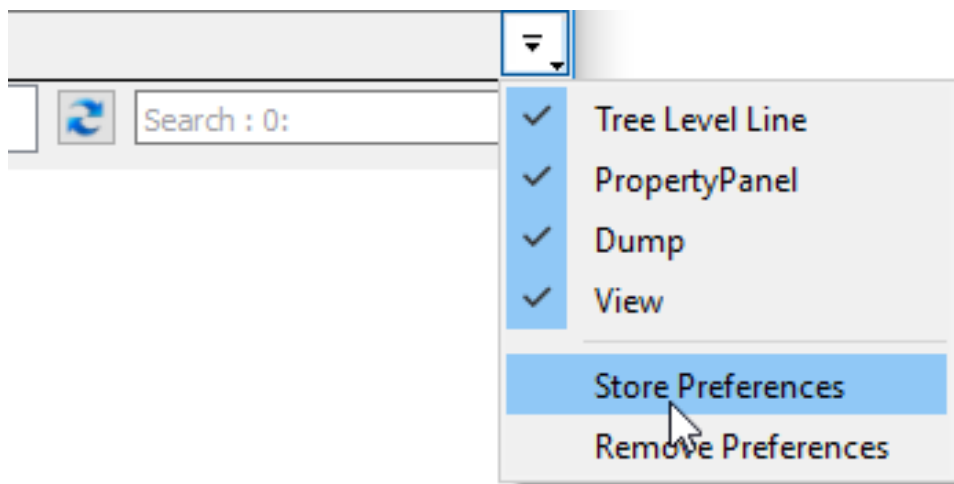 Search : 0:
Tree Level Line
PropertyPanel
Dump
View
Store Preferences
Remove Preferences